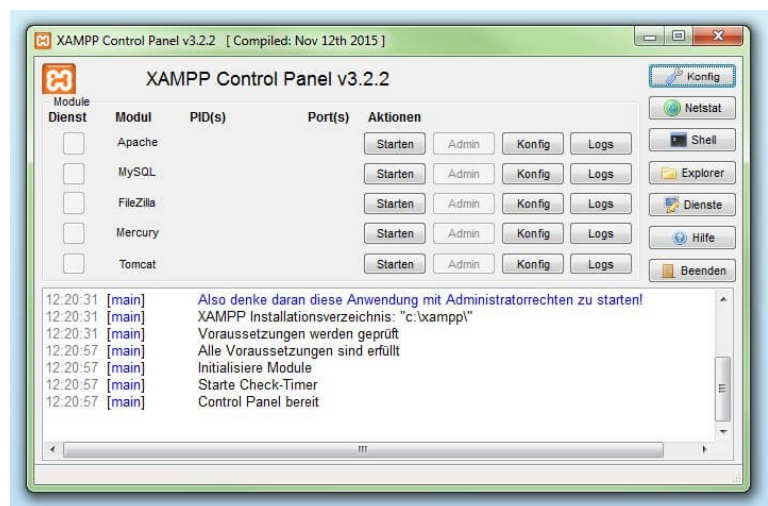 XAMPP Control Panel v3.2.2 [ Compiled: Nov 12th 2015 ]
XAMPP Control Panel v3.2.2
Konfig
Module
Dienst Modul PID(s) Port(s) Aktionen
Netstat
Apache Starten Admin Konfig Logs
Shell
MySQL Starten Admin Konfig Logs
Explorer
FileZilla Starten Admin Konfig Logs
Dienste
Mercury Starten Admin Konfig Logs
Hilfe
Tomcat Starten Admin Konfig Logs
Beenden
12:20:31 [main] Also denke daran diese Anwendung mit Administratorrechten zu starten!
12:20:31 [main] XAMPP Installationsverzeichnis: "c:\xampp\"
12:20:31 [main] Voraussetzungen werden geprüft
12:20:57 [main] Alle Voraussetzungen sind erfüllt
12:20:57 [main] Initialisiere Module
12:20:57 [main] Starte Check-Timer
12:20:57 [main] Control Panel bereit